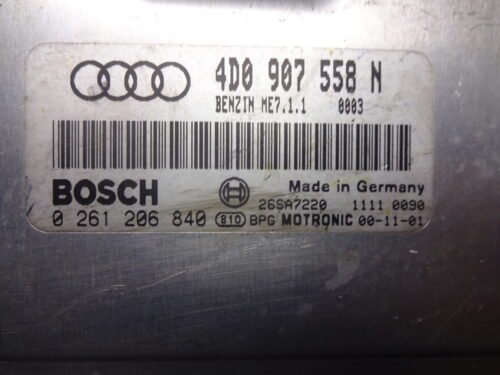 4D0 907 558 N
BENZIN ME7.1.1 0003
BOSCH
Made in Germany
26SA7220 1111 0090
0 261 206 840 810 BPG MOTRONIC 00-11-01